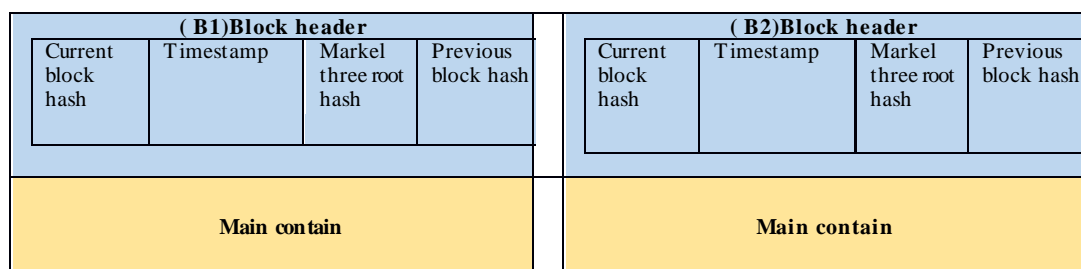 ( B1)Block header
Current block hash
Timestamp
Markel three root hash
Previous block hash
Main contain
( B2)Block header
Current block hash
Timestamp
Markel three root hash
Previous block hash
Main contain